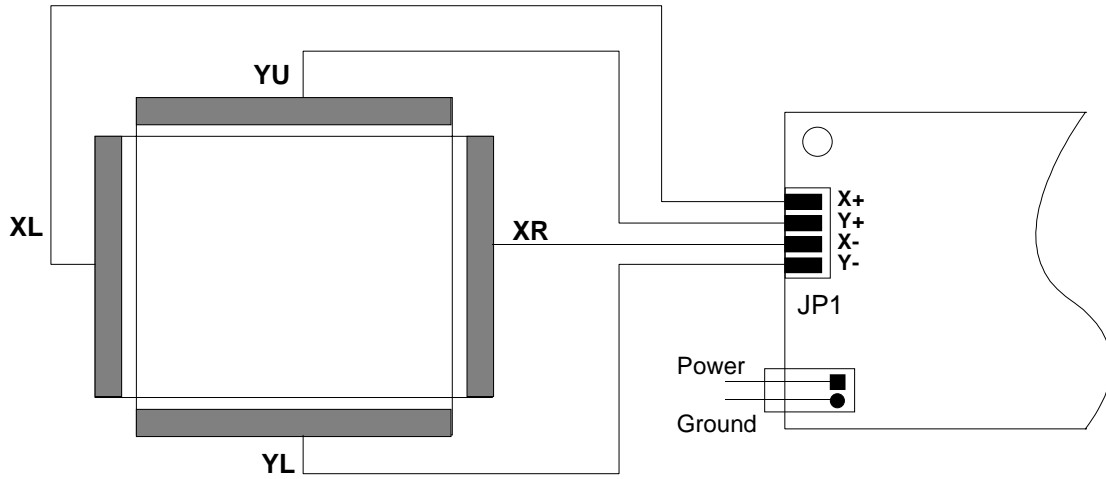 YU
XL
XR
YL
X+
Y+
X-
Y-
JP1
Power
Ground